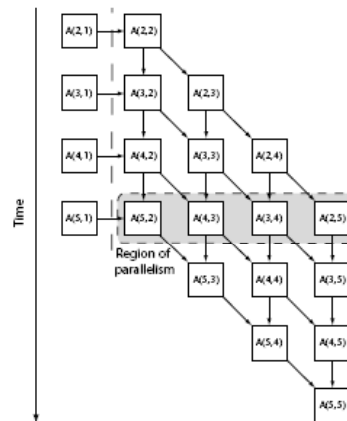 A(2,1) A(2,2)
A(3,1) A(3,2) A(2,3)
A(4,1) A(4,2) A(3,3) A(2,4)
Time
A(5,1) A(5,2) A(4,3) A(3,4) A(2,5)
Region of
parallelism
A(5,3) A(4,4) A(3,5)
A(5,4) A(4,5)
A(5,5)